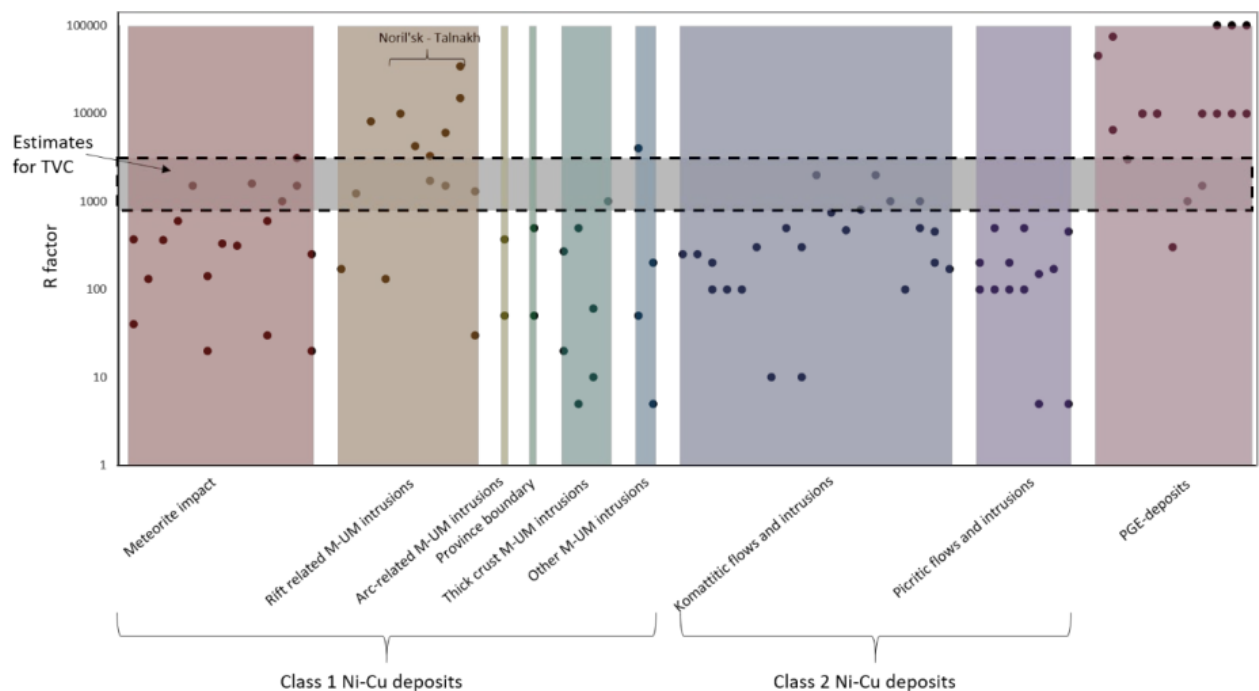 100000
10000
1000
100
10
1
R factor
Estimates
for TVC
Noril'sk - Talnakh
Meteorite impact
Rift related M-UM intrusions
Arc-related M-UM intrusions
Province boundary
Thick crust M-UM intrusions
Other M-UM intrusions
Komattitic flows and intrusions
Picritic flows and intrusions
PGE-deposits
Class 1 Ni-Cu deposits
Class 2 Ni-Cu deposits